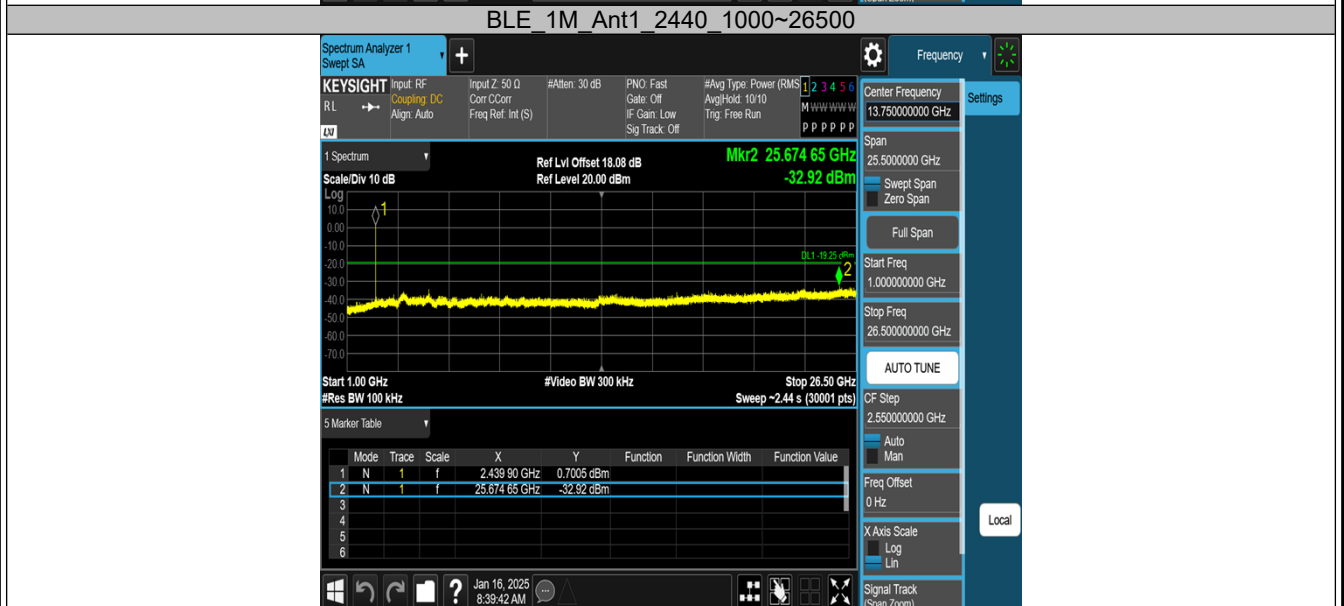 BLE_1M_Ant1_2440_1000~26500
Spectrum Analyzer 1
Swept SA
+
Frequency
KEYSIGHT
RL
LXI
Input: RF
Coupling: DC
Align: Auto
Input Z: 50 Ω
Corr CCorr
Freq Ref: Int (S)
#Atten: 30 dB
PNO: Fast
Gate: Off
IF Gain: Low
Sig Track: Off
#Avg Type: Power (RMS
Avg|Hold: 10/10
Trig: Free Run
1 2 3 4 5 6
M W W W W W
P P P P P P
1 Spectrum
Scale/Div 10 dB
Ref Lvl Offset 18.08 dB
Ref Level 20.00 dBm
Mkr2 25.674 65 GHz
-32.92 dBm
Log
10.0
0.00
-10.0
-20.0
-30.0
-40.0
-50.0
-60.0
-70.0
1
DL1 -19.25 dBm
2
Start 1.00 GHz
#Res BW 100 kHz
#Video BW 300 kHz
Stop 26.50 GHz
Sweep ~2.44 s (30001 pts)
5 Marker Table
Mode Trace Scale X Y Function Function Width Function Value
1 N 1 f 2.439 90 GHz 0.7005 dBm
2 N 1 f 25.674 65 GHz -32.92 dBm
3
4
5
6
Jan 16, 2025
8:39:42 AM
Center Frequency
13.750000000 GHz
Settings
Span
25.5000000 GHz
Swept Span
Zero Span
Full Span
Start Freq
1.000000000 GHz
Stop Freq
26.500000000 GHz
AUTO TUNE
CF Step
2.550000000 GHz
Auto
Man
Freq Offset
0 Hz
X Axis Scale
Log
Lin
Local
Signal Track
(Span Zoom)